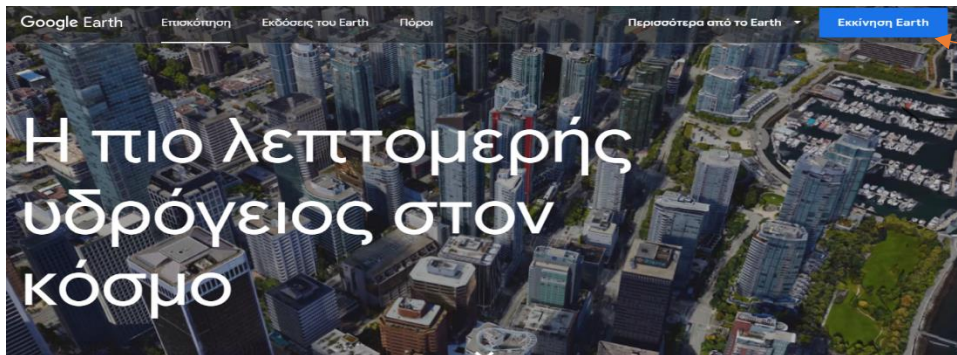 Google Earth Επισκόπηση Εκδόσεις του Earth Πόροι Περισσότερα από το Earth Εκκίνηση Earth
Η πιο λεπτομερής
υδρόγειος στον
κόσμο